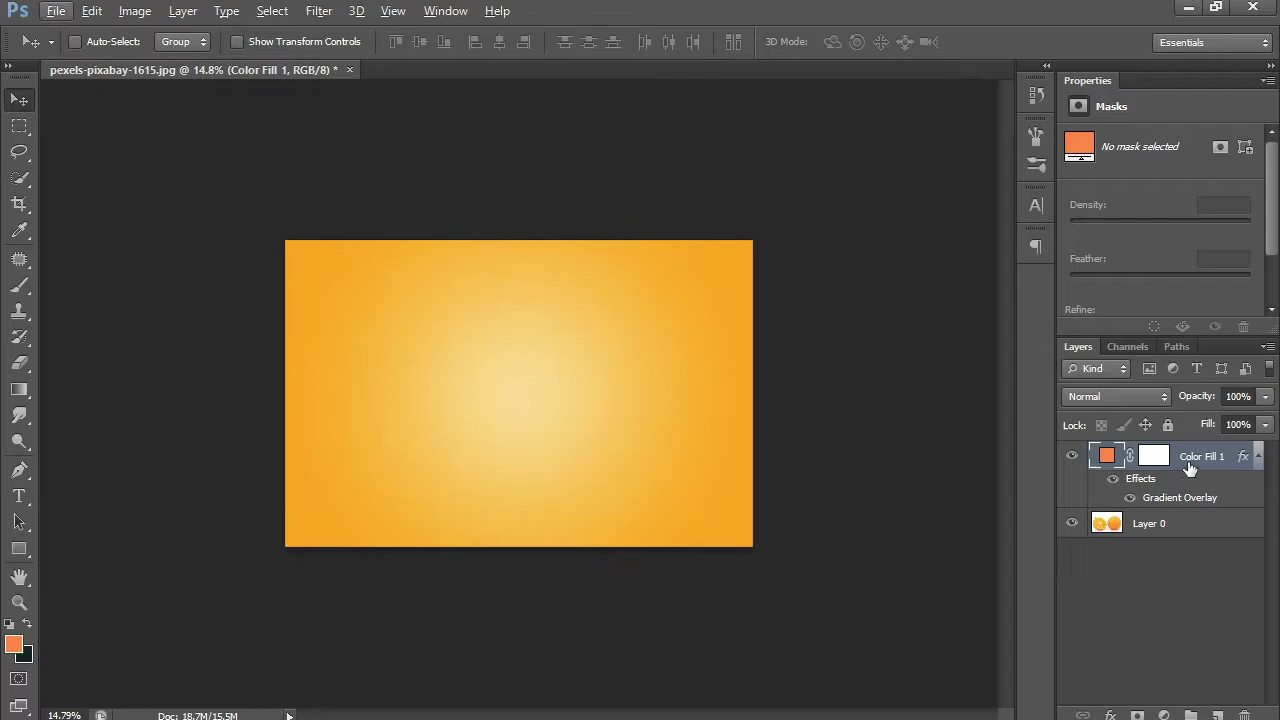 Ps File Edit Image Layer Type Select Filter 3D View Window Help
Auto-Select: Group Show Transform Controls 3D Mode: Essentials
pexels-pixabay-1615.jpg @ 14.8% (Color Fill 1, RGB/8) * ×
Properties
Masks
No mask selected
Density:
Feather:
Refine:
Layers Channels Paths
Kind
Normal Opacity: 100%
Lock: Fill: 100%
Color Fill 1 fx
Effects
Gradient Overlay
Layer 0
14.79% Doc: 18.7M/15.5M